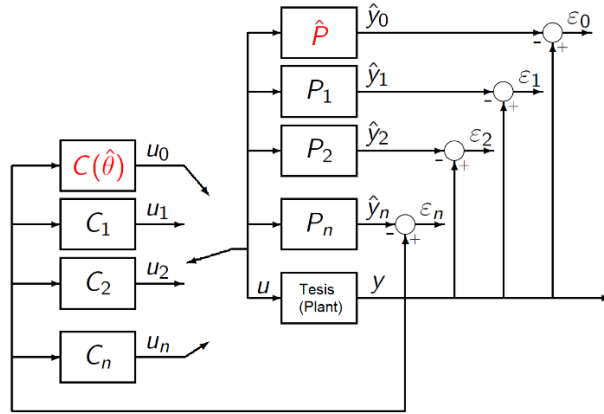 P̂ ŷ₀ - + ε₀
P₁ ŷ₁ - + ε₁
P₂ ŷ₂ - + ε₂
C(θ̂) u₀
Pₙ ŷₙ - + εₙ
C₁ u₁
C₂ u₂
u Tesis y
(Plant)
Cₙ uₙ